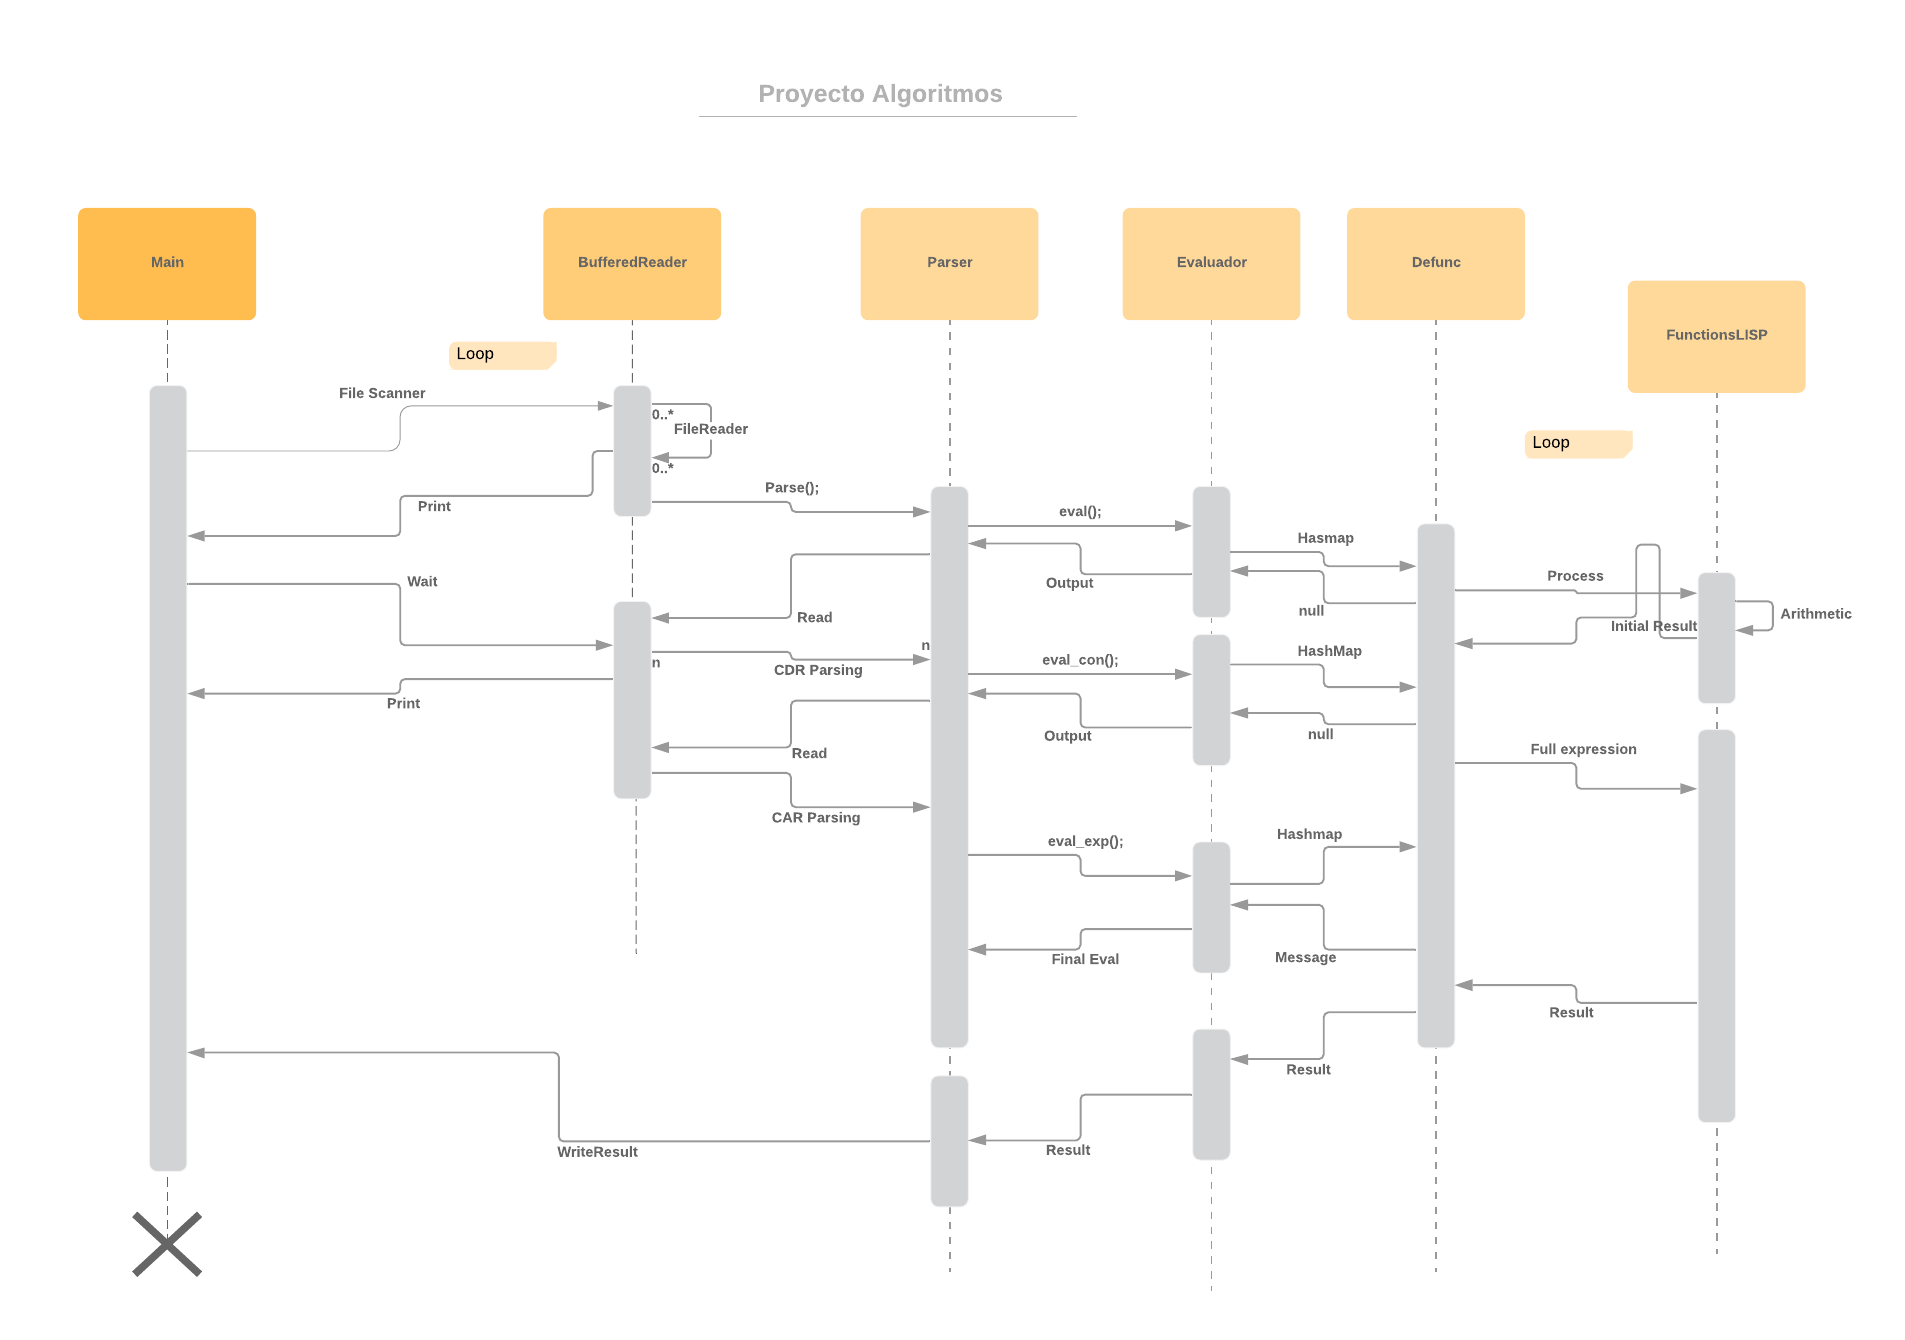 Proyecto Algoritmos
Main
BufferedReader
Parser
Evaluador
Defunc
FunctionsLISP
Loop
File Scanner
0..*
FileReader
Loop
0..*
Print
Parse();
eval();
Hasmap
Process
Wait
Output
null
Arithmetic
Read
Initial Result
n
n
CDR Parsing
eval_con();
HashMap
Print
Output
null
Read
Full expression
CAR Parsing
eval_exp();
Hashmap
Final Eval
Message
Result
Result
WriteResult
Result